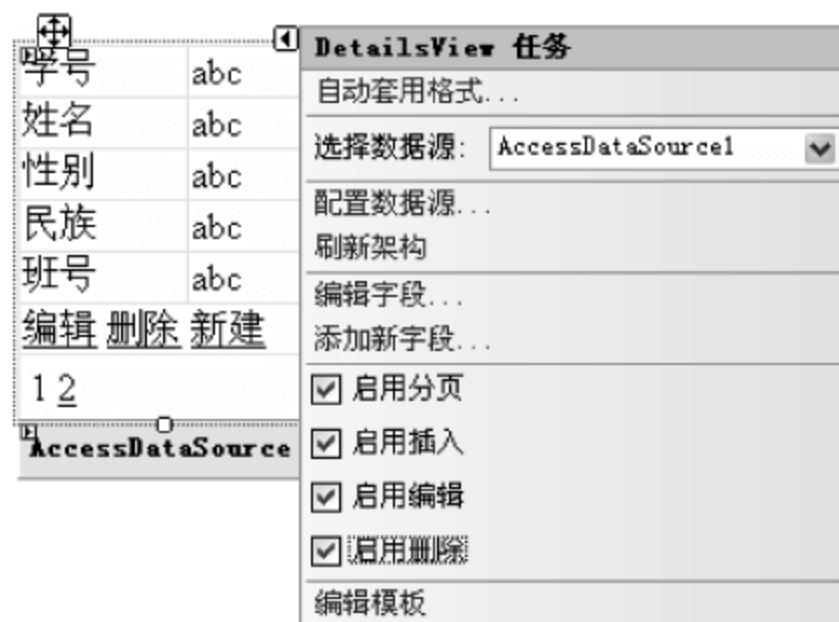 学号 abc
姓名 abc
性别 abc
民族 abc
班号 abc
编辑 删除 新建
1 2
AccessDataSource
DetailsView 任务
自动套用格式...
选择数据源: AccessDataSource1
配置数据源...
刷新架构
编辑字段...
添加新字段...
启用分页
启用插入
启用编辑
启用删除
编辑模板